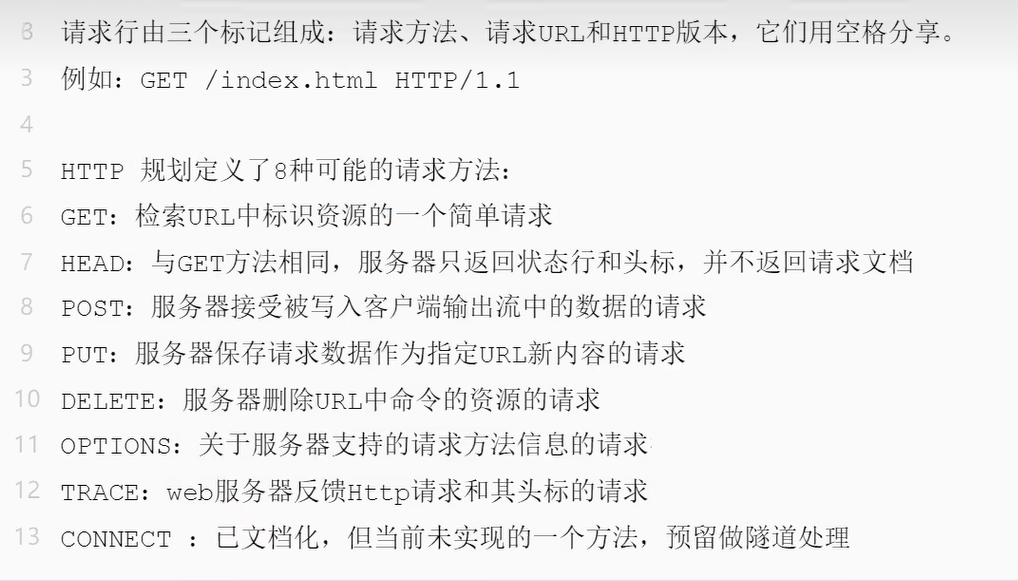 3 请求行由三个标记组成：请求方法、请求URL和HTTP版本，它们用空格分享。
3 例如：GET /index.html HTTP/1.1
4
5 HTTP 规划定义了8种可能的请求方法：
6 GET：检索URL中标识资源的一个简单请求
7 HEAD：与GET方法相同，服务器只返回状态行和头标，并不返回请求文档
8 POST：服务器接受被写入客户端输出流中的数据的请求
9 PUT：服务器保存请求数据作为指定URL新内容的请求
10 DELETE：服务器删除URL中命令的资源的请求
11 OPTIONS：关于服务器支持的请求方法信息的请求
12 TRACE：web服务器反馈Http请求和其头标的请求
13 CONNECT ：已文档化，但当前未实现的一个方法，预留做隧道处理